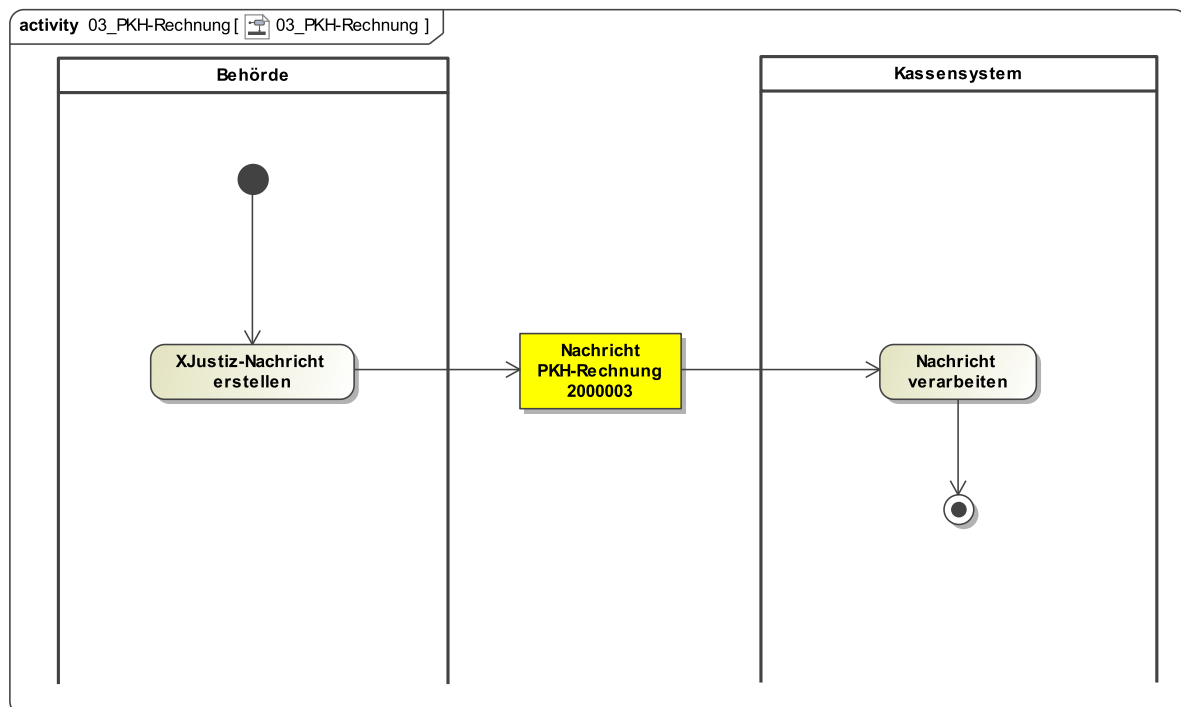 activity 03_PKH-Rechnung [ 03_PKH-Rechnung ]
Behörde
Kassensystem
XJustiz-Nachricht
erstellen
Nachricht
PKH-Rechnung
2000003
Nachricht
verarbeiten